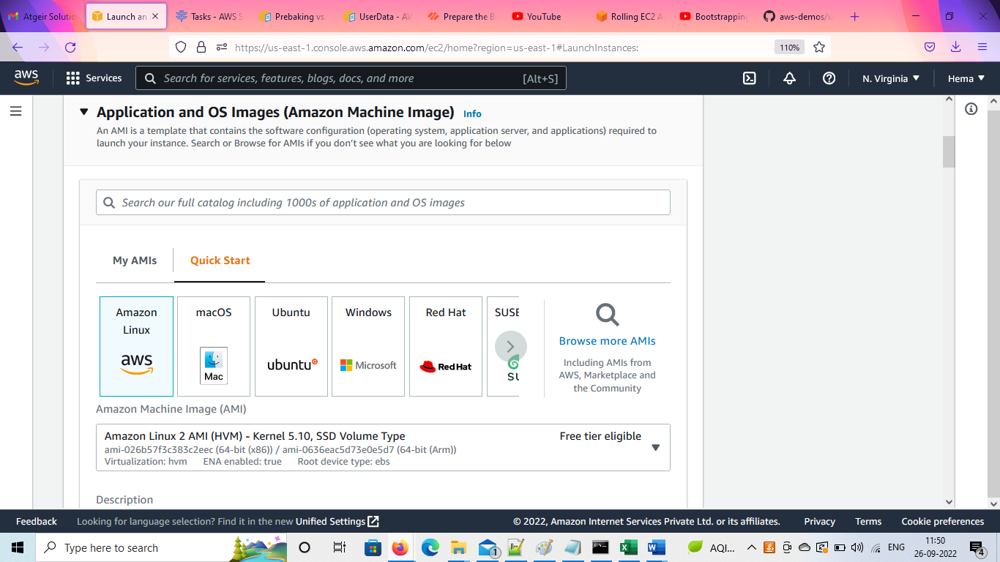 Atgeir Solutio
Launch an
Tasks - AWS S
Prebaking vs.
UserData - AW
Prepare the B
YouTube
Rolling EC2 A
Bootstrapping
aws-demos/u
https://us-east-1.console.aws.amazon.com/ec2/home?region=us-east-1#LaunchInstances:
110%
aws
Services
Search for services, features, blogs, docs, and more
[Alt+S]
N. Virginia
Hema
Application and OS Images (Amazon Machine Image) Info
An AMI is a template that contains the software configuration (operating system, application server, and applications) required to
launch your instance. Search or Browse for AMIs if you don’t see what you are looking for below
Search our full catalog including 1000s of application and OS images
My AMIs
Quick Start
Amazon
Linux
aws
macOS
Mac
Ubuntu
ubuntu
Windows
Microsoft
Red Hat
Red Hat
SUSE
SU
Browse more AMIs
Including AMIs from
AWS, Marketplace and
the Community
Amazon Machine Image (AMI)
Amazon Linux 2 AMI (HVM) - Kernel 5.10, SSD Volume Type
Free tier eligible
ami-026b57f3c383c2eec (64-bit (x86)) / ami-0636eac5d73e0e5d7 (64-bit (Arm))
Virtualization: hvm ENA enabled: true Root device type: ebs
Description
Feedback
Looking for language selection? Find it in the new Unified Settings
© 2022, Amazon Internet Services Private Ltd. or its affiliates.
Privacy
Terms
Cookie preferences
Type here to search
1
AQI...
ENG
11:50
26-09-2022
4